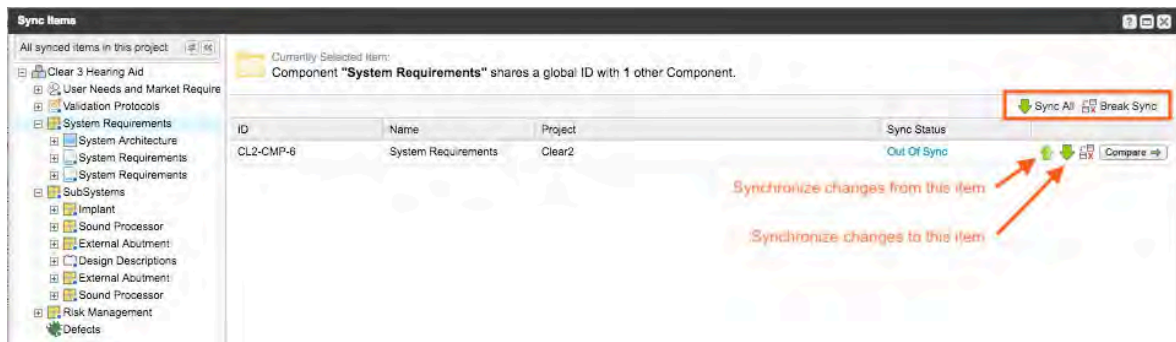 Sync Items
All synced items in this project
Currently Selected Item:
Component "System Requirements" shares a global ID with 1 other Component.
Clear 3 Hearing Aid
User Needs and Market Require
Validation Protocols
System Requirements
System Architecture
System Requirements
System Requirements
SubSystems
Implant
Sound Processor
External Abutment
Design Descriptions
External Abutment
Sound Processor
Risk Management
Defects
Sync All Break Sync
ID Name Project Sync Status
CL2-CMP-6 System Requirements Clear2 Out Of Sync Compare
Synchronize changes from this item
Synchronize changes to this item